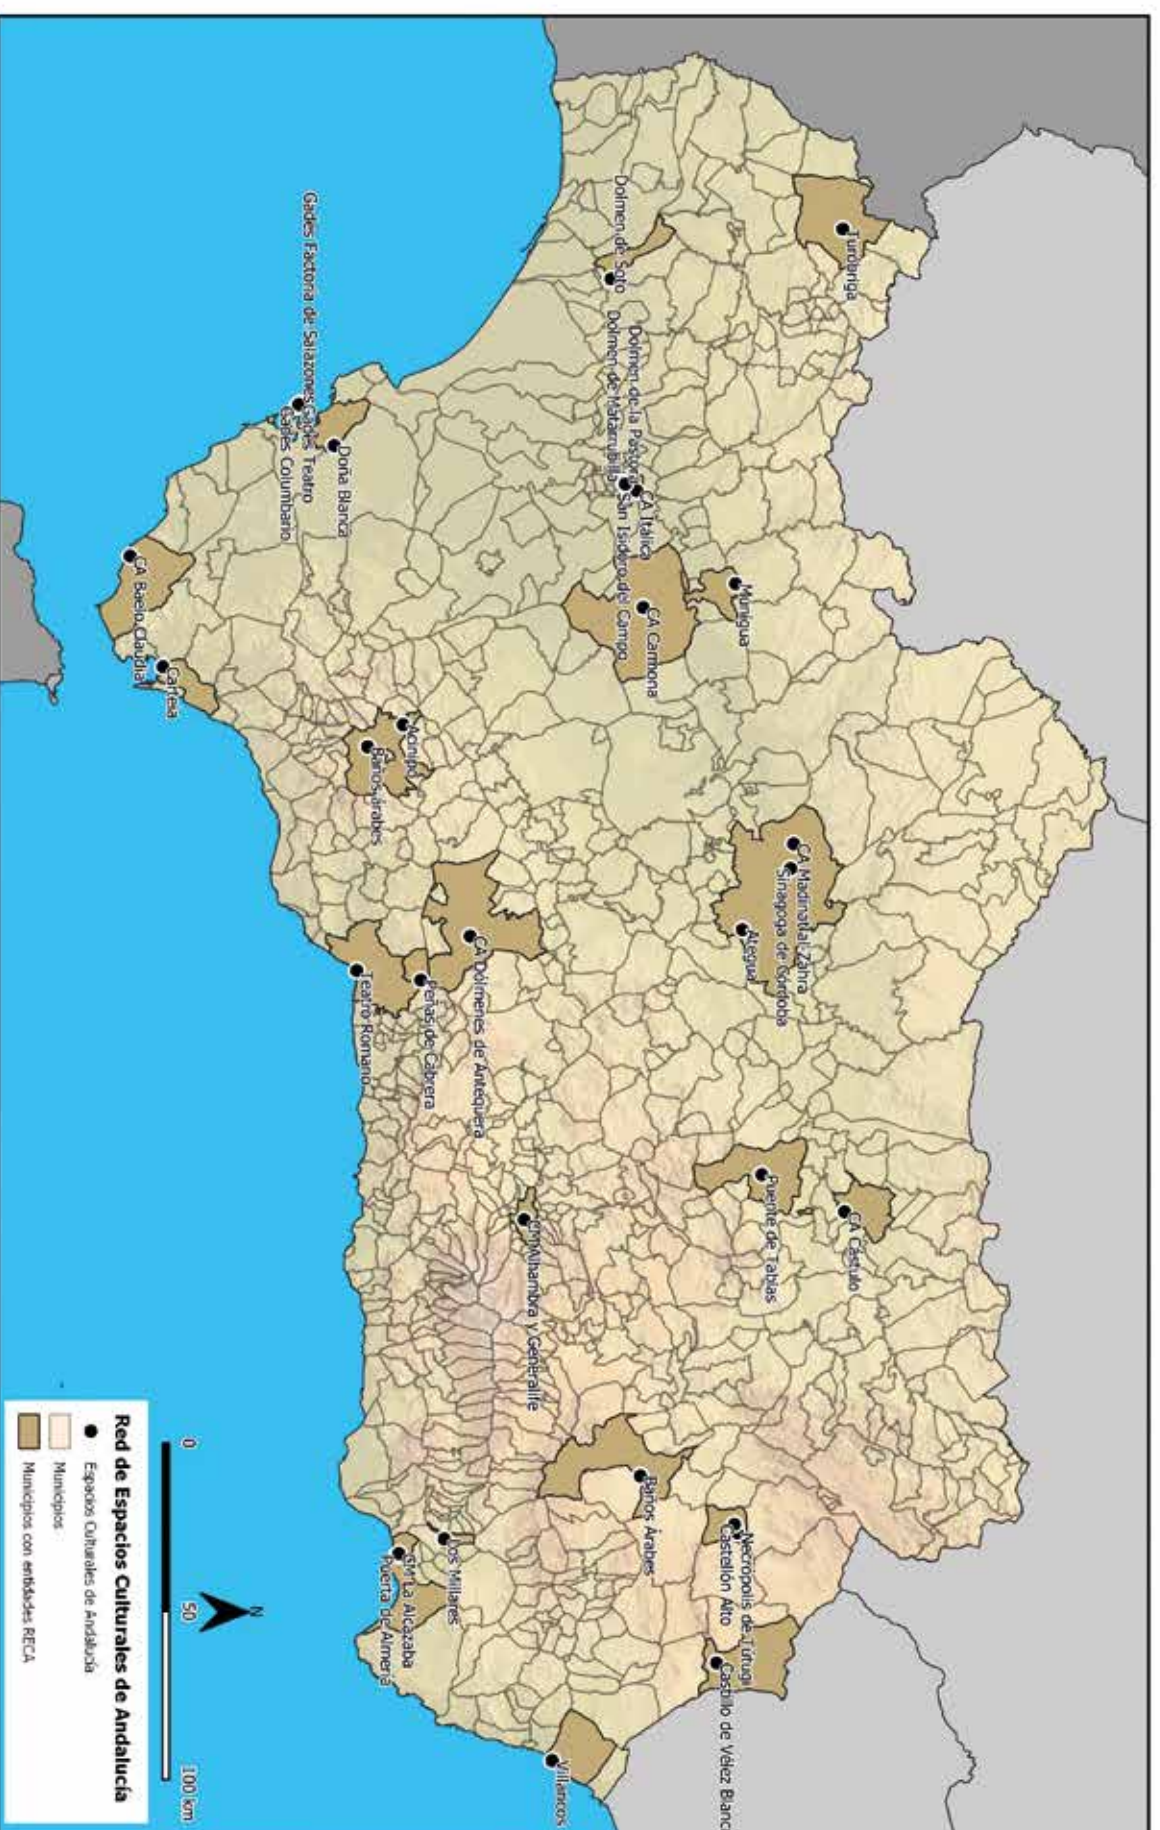 Turóbriga
Dolmen de Soto
Dolmen de la Pastora
Dolmen de Matarrubilla
CA Itálica
San Isidoro del Campo
Munigua
CA Carmona
Gades Factoria de Salazones
Gades Teatro
Gades Columbario
Doña Blanca
CA Baelo Claudia
Carteia
Acinipo
Baños árabes
CA Madinat al-Zahra
Sinagoga de Córdoba
Ategua
CA Dólmenes de Antequera
Peñas de Cabrera
Teatro Romano
CA Cástulo
Puente de Tablas
CM Alhambra y Generalife
Baños Árabes
Necrópolis de Tútugi
Castellón Alto
Castillo de Vélez Blanc
Los Millares
CM La Alcazaba
Puerta de Almería
Villaricos
N
0 50 100 km
Red de Espacios Culturales de Andalucía
Espacios Culturales de Andalucía
Municipios
Municipios con entidades RECA